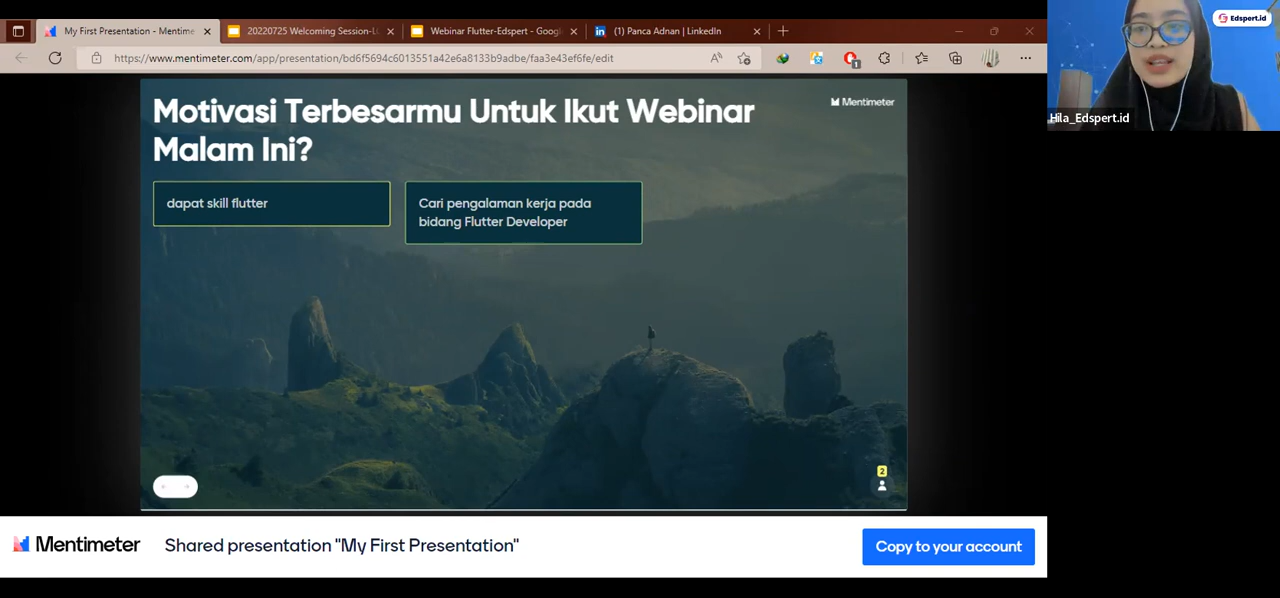 My First Presentation - Mentime
20220725 Welcoming Session-L
Webinar Flutter-Edspert - Googl
(1) Panca Adnan | LinkedIn
https://www.mentimeter.com/app/presentation/bd6f5694c6013551a42e6a8133b9adbe/faa3e43ef6fe/edit
1
Edspert.id
Hila_Edspert.id
Motivasi Terbesarmu Untuk Ikut Webinar
Malam Ini?
Mentimeter
dapat skill flutter
Cari pengalaman kerja pada
bidang Flutter Developer
2
Mentimeter
Shared presentation "My First Presentation"
Copy to your account